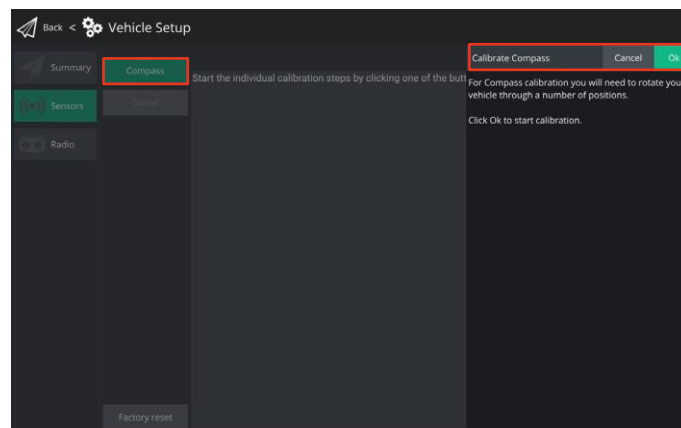 Back < Vehicle Setup
Summary
Sensors
Radio
Compass
Cancel
Start the individual calibration steps by clicking one of the butt
Calibrate Compass Cancel Ok
For Compass calibration you will need to rotate you
vehicle through a number of positions.
Click Ok to start calibration.
Factory reset